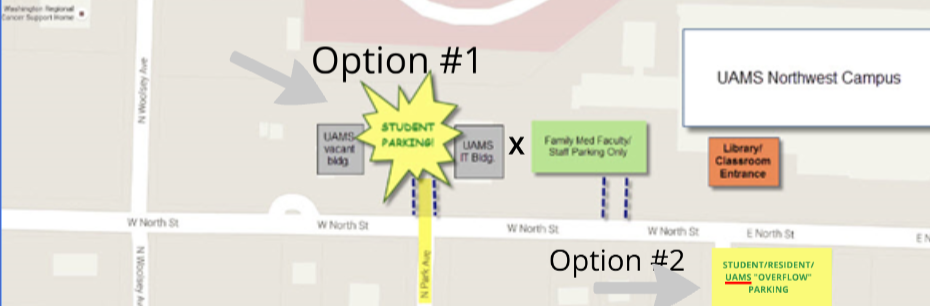 Washington Regional
Cancer Support Home
N Woolsey Ave
Option #1
STUDENT
PARKING!
UAMS
vacant
bldg.
UAMS
IT Bldg.
X
Family Med Faculty/
Staff Parking Only
UAMS Northwest Campus
Library/
Classroom
Entrance
W North St
W North St
W North St
W North St
E North St
E N
N Woolsey Av
N Park Ave
Option #2
STUDENT/RESIDENT/
UAMS "OVERFLOW"
PARKING